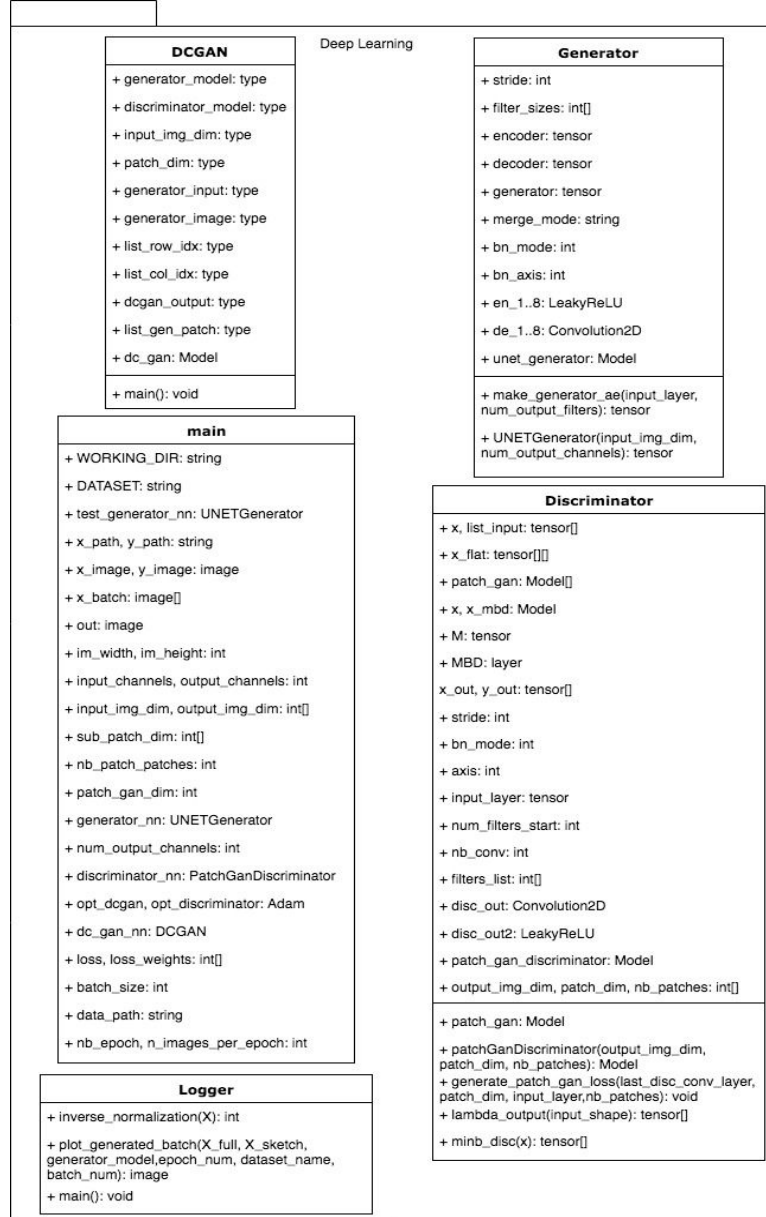 Deep Learning
DCGAN
+ generator_model: type
+ discriminator_model: type
+ input_img_dim: type
+ patch_dim: type
+ generator_input: type
+ generator_image: type
+ list_row_idx: type
+ list_col_idx: type
+ dcgan_output: type
+ list_gen_patch: type
+ dc_gan: Model
+ main(): void
Generator
+ stride: int
+ filter_sizes: int[]
+ encoder: tensor
+ decoder: tensor
+ generator: tensor
+ merge_mode: string
+ bn_mode: int
+ bn_axis: int
+ en_1..8: LeakyReLU
+ de_1..8: Convolution2D
+ unet_generator: Model
+ make_generator_ae(input_layer,
num_output_filters): tensor
+ UNETGenerator(input_img_dim,
num_output_channels): tensor
main
+ WORKING_DIR: string
+ DATASET: string
+ test_generator_nn: UNETGenerator
+ x_path, y_path: string
+ x_image, y_image: image
+ x_batch: image[]
+ out: image
+ im_width, im_height: int
+ input_channels, output_channels: int
+ input_img_dim, output_img_dim: int[]
+ sub_patch_dim: int[]
+ nb_patch_patches: int
+ patch_gan_dim: int
+ generator_nn: UNETGenerator
+ num_output_channels: int
+ discriminator_nn: PatchGanDiscriminator
+ opt_dcgan, opt_discriminator: Adam
+ dc_gan_nn: DCGAN
+ loss, loss_weights: int[]
+ batch_size: int
+ data_path: string
+ nb_epoch, n_images_per_epoch: int
Discriminator
+ x, list_input: tensor[]
+ x_flat: tensor[][]
+ patch_gan: Model[]
+ x, x_mbd: Model
+ M: tensor
+ MBD: layer
x_out, y_out: tensor[]
+ stride: int
+ bn_mode: int
+ axis: int
+ input_layer: tensor
+ num_filters_start: int
+ nb_conv: int
+ filters_list: int[]
+ disc_out: Convolution2D
+ disc_out2: LeakyReLU
+ patch_gan_discriminator: Model
+ output_img_dim, patch_dim, nb_patches: int[]
+ patch_gan: Model
+ patchGanDiscriminator(output_img_dim,
patch_dim, nb_patches): Model
+ generate_patch_gan_loss(last_disc_conv_layer,
patch_dim, input_layer,nb_patches): void
+ lambda_output(input_shape): tensor[]
+ minb_disc(x): tensor[]
Logger
+ inverse_normalization(X): int
+ plot_generated_batch(X_full, X_sketch,
generator_model,epoch_num, dataset_name,
batch_num): image
+ main(): void